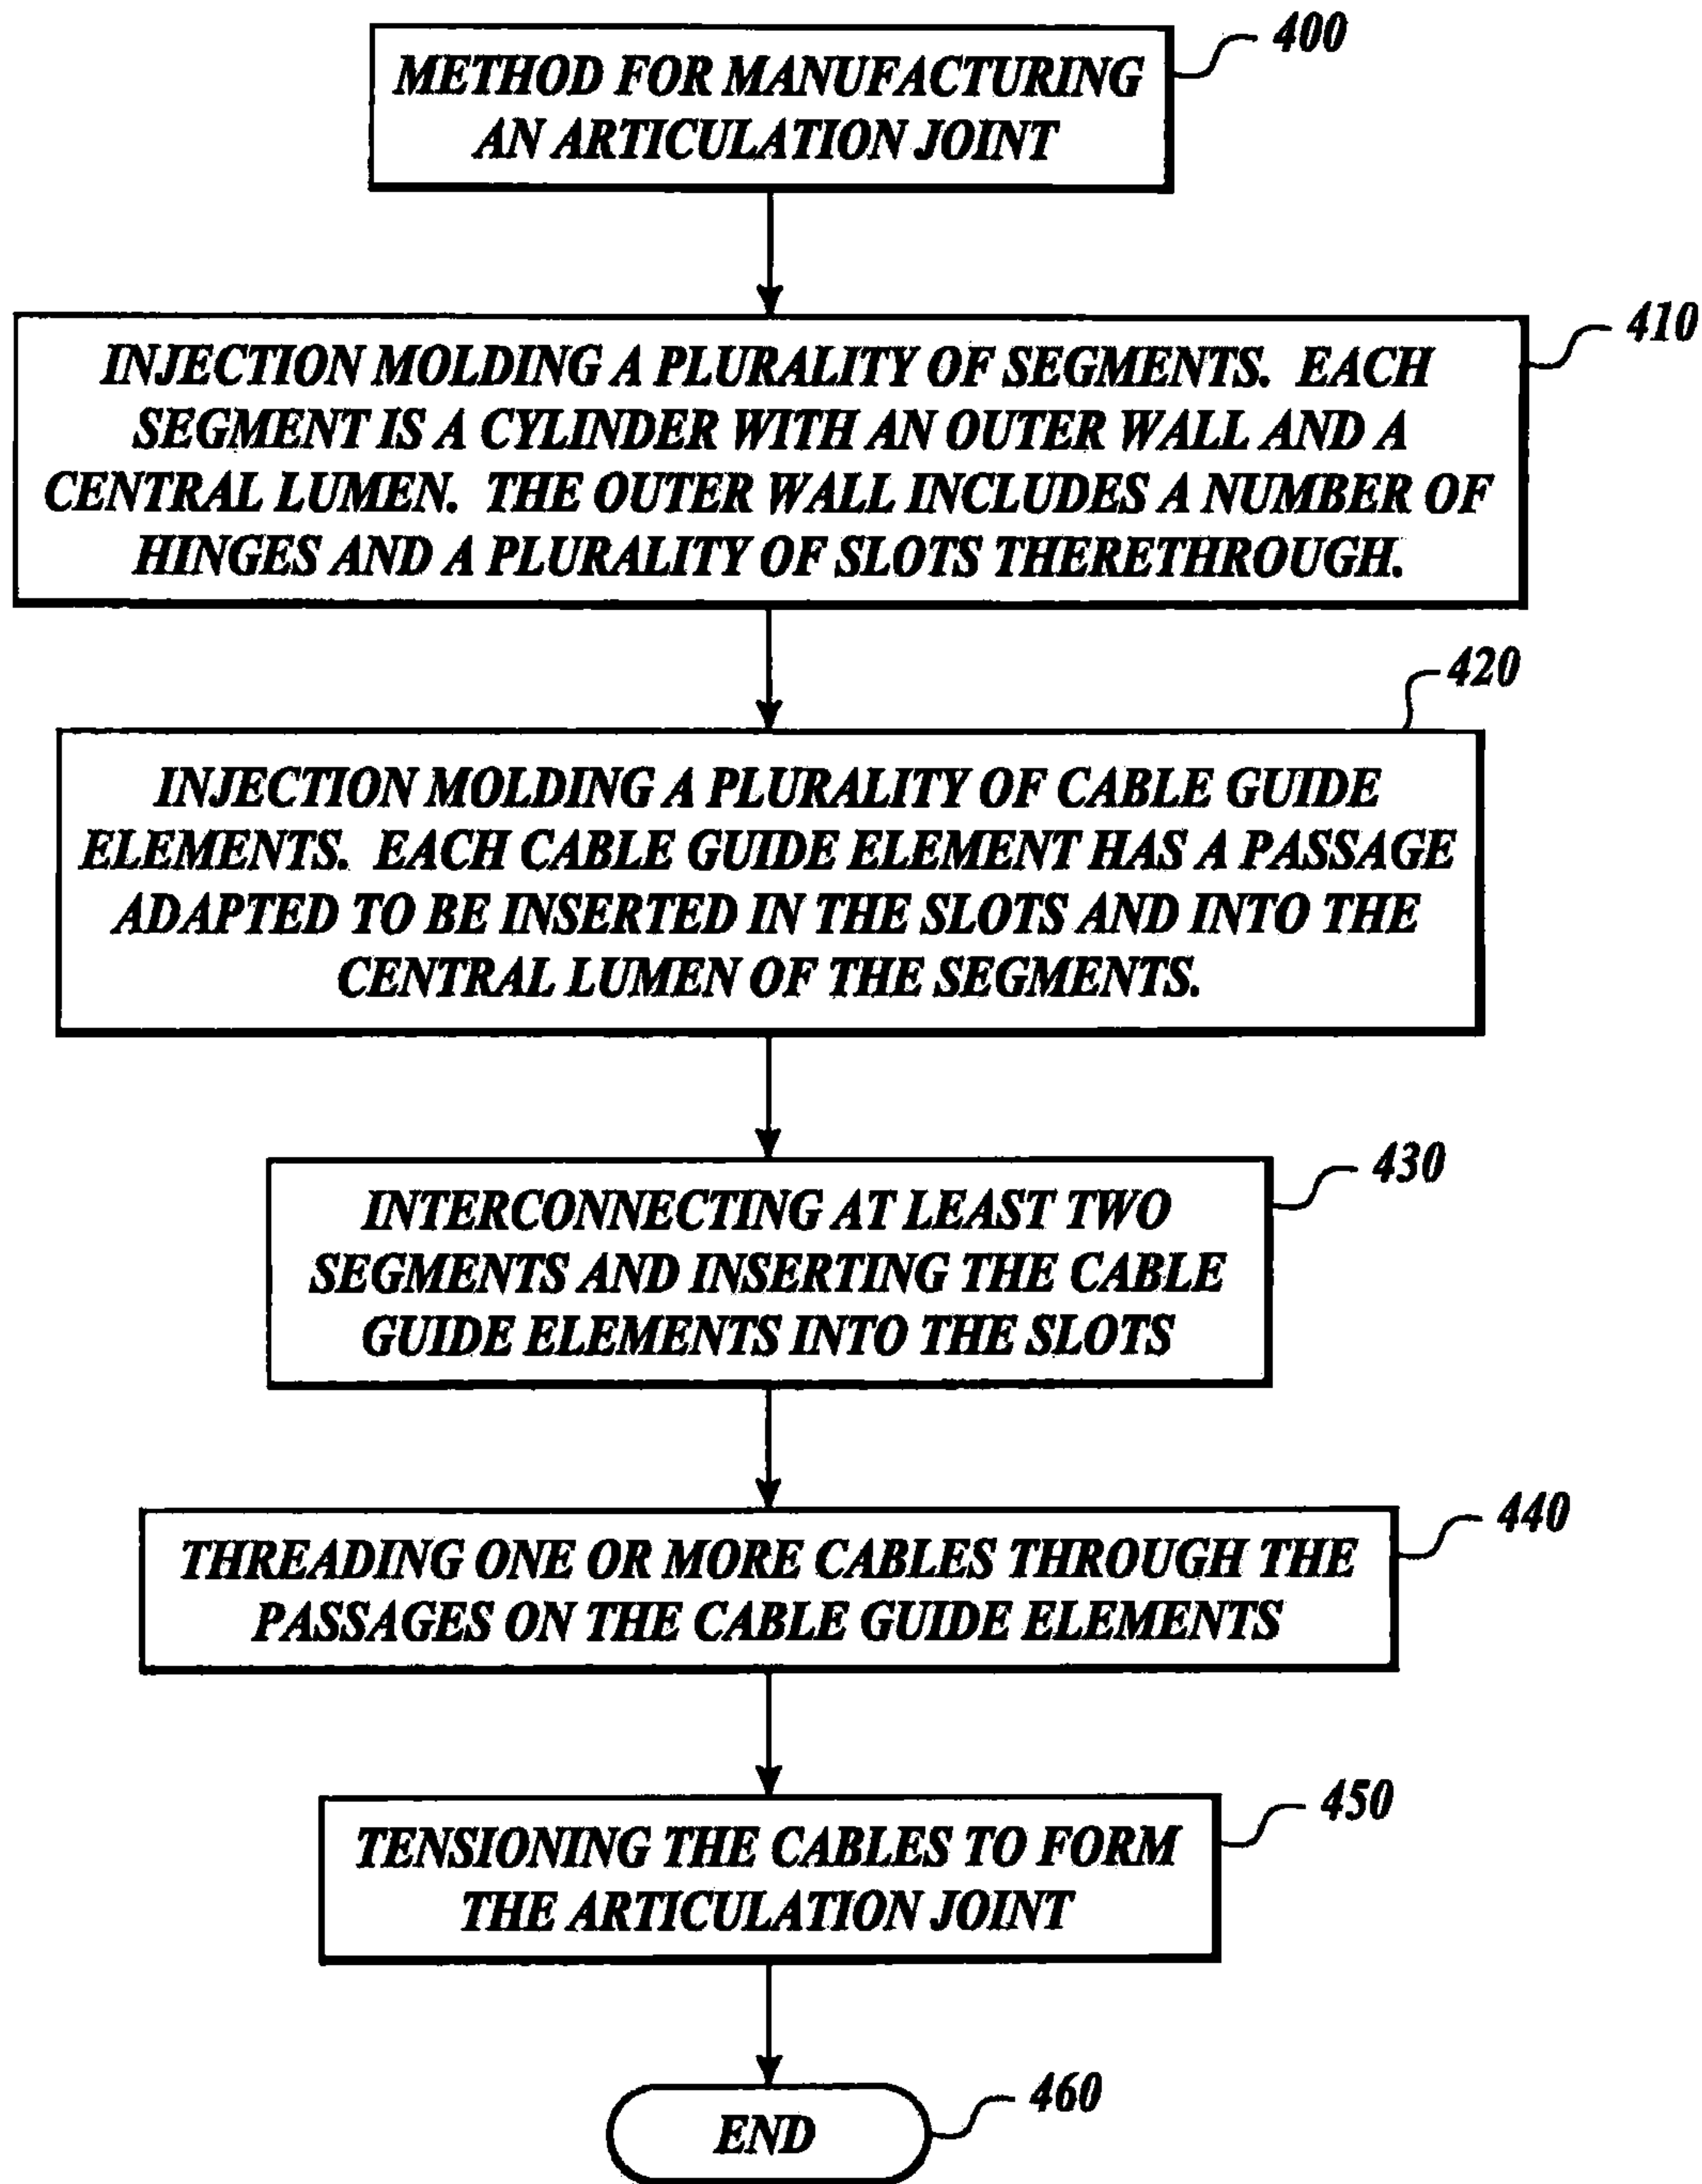 400
METHOD FOR MANUFACTURING
AN ARTICULATION JOINT
410
INJECTION MOLDING A PLURALITY OF SEGMENTS. EACH
SEGMENT IS A CYLINDER WITH AN OUTER WALL AND A
CENTRAL LUMEN. THE OUTER WALL INCLUDES A NUMBER OF
HINGES AND A PLURALITY OF SLOTS THERETHROUGH.
420
INJECTION MOLDING A PLURALITY OF CABLE GUIDE
ELEMENTS. EACH CABLE GUIDE ELEMENT HAS A PASSAGE
ADAPTED TO BE INSERTED IN THE SLOTS AND INTO THE
CENTRAL LUMEN OF THE SEGMENTS.
430
INTERCONNECTING AT LEAST TWO
SEGMENTS AND INSERTING THE CABLE
GUIDE ELEMENTS INTO THE SLOTS
440
THREADING ONE OR MORE CABLES THROUGH THE
PASSAGES ON THE CABLE GUIDE ELEMENTS
450
TENSIONING THE CABLES TO FORM
THE ARTICULATION JOINT
460
END